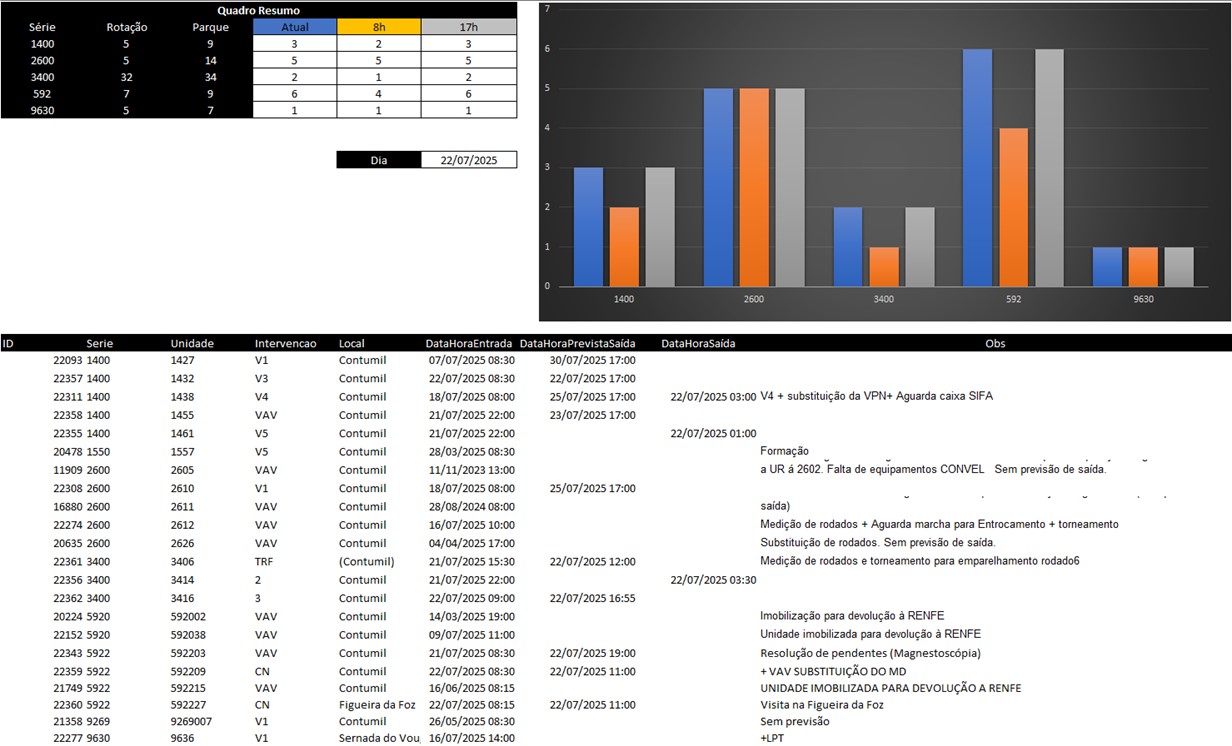 Quadro Resumo
Série Rotação Parque Atual 8h 17h
1400 5 9 3 2 3
2600 5 14 5 5 5
3400 32 34 2 1 2
592 7 9 6 4 6
9630 5 7 1 1 1
Dia 22/07/2025
7
6
5
4
3
2
1
0
1400 2600 3400 592 9630
ID Serie Unidade Intervencao Local DataHoraEntrada DataHoraPrevistaSaída DataHoraSaída Obs
22093 1400 1427 V1 Contumil 07/07/2025 08:30 30/07/2025 17:00
22357 1400 1432 V3 Contumil 22/07/2025 08:30 22/07/2025 17:00
22311 1400 1438 V4 Contumil 18/07/2025 08:00 25/07/2025 17:00 22/07/2025 03:00 V4 + substituição da VPN+ Aguarda caixa SIFA
22358 1400 1455 VAV Contumil 21/07/2025 22:00 23/07/2025 17:00
22355 1400 1461 V5 Contumil 21/07/2025 22:00 22/07/2025 01:00
20478 1550 1557 V5 Contumil 28/03/2025 08:30 Formação
11909 2600 2605 VAV Contumil 11/11/2023 13:00 a UR á 2602. Falta de equipamentos CONVEL Sem previsão de saída.
22308 2600 2610 V1 Contumil 18/07/2025 08:00 25/07/2025 17:00
16880 2600 2611 VAV Contumil 28/08/2024 08:00 saída)
22274 2600 2612 VAV Contumil 16/07/2025 10:00 Medição de rodados + Aguarda marcha para Entrocamento + torneamento
20635 2600 2626 VAV Contumil 04/04/2025 17:00 Substituição de rodados. Sem previsão de saída.
22361 3400 3406 TRF (Contumil) 21/07/2025 15:30 22/07/2025 12:00 Medição de rodados e torneamento para emparelhamento rodado6
22356 3400 3414 2 Contumil 21/07/2025 22:00 22/07/2025 03:30
22362 3400 3416 3 Contumil 22/07/2025 09:00 22/07/2025 16:55
20224 5920 592002 VAV Contumil 14/03/2025 19:00 Imobilização para devolução à RENFE
22152 5920 592038 VAV Contumil 09/07/2025 11:00 Unidade imobilizada para devolução à RENFE
22343 5922 592203 VAV Contumil 21/07/2025 08:30 22/07/2025 19:00 Resolução de pendentes (Magnestoscópia)
22359 5922 592209 CN Contumil 22/07/2025 08:30 22/07/2025 11:00 + VAV SUBSTITUIÇÃO DO MD
21749 5922 592215 VAV Contumil 16/06/2025 08:15 UNIDADE IMOBILIZADA PARA DEVOLUÇÃO A RENFE
22360 5922 592227 CN Figueira da Foz 22/07/2025 08:15 22/07/2025 11:00 Visita na Figueira da Foz
21358 9269 9269007 V1 Contumil 26/05/2025 08:30 Sem previsão
22277 9630 9636 V1 Sernada do Vou 16/07/2025 14:00 +LPT